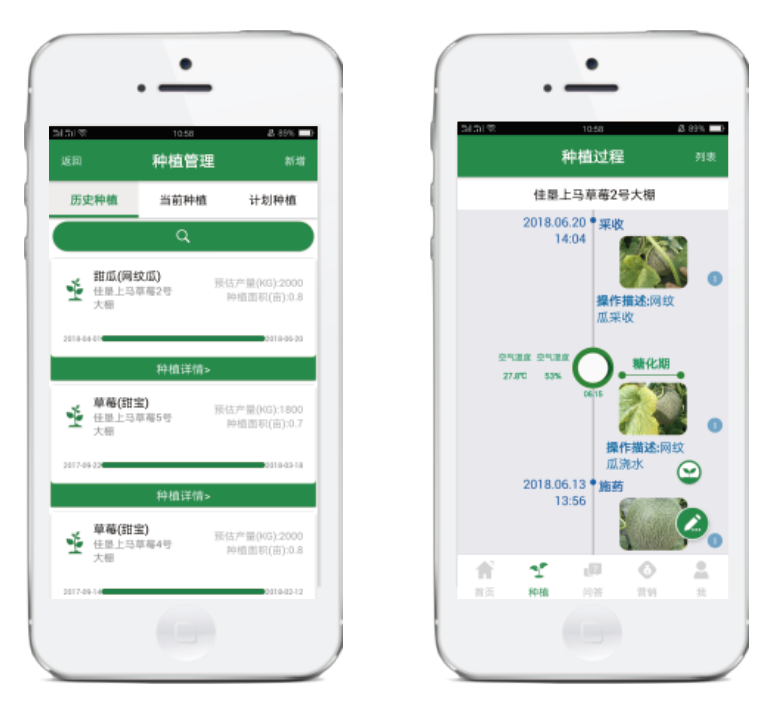 10:58
89%
返回
种植管理
新增
历史种植
当前种植
计划种植
甜瓜(网纹瓜)
佳垦上马草莓2号
大棚
预估产量(KG):2000
种植面积(亩):0.8
2018-04-01
2018-06-20
种植详情>
草莓(甜宝)
佳垦上马草莓5号
大棚
预估产量(KG):1800
种植面积(亩):0.7
2017-09-22
2018-03-18
种植详情>
草莓(甜宝)
佳垦上马草莓4号
大棚
预估产量(KG):2000
种植面积(亩):0.8
2017-09-14
2018-02-12
10:58
89%
种植过程
列表
佳垦上马草莓2号大棚
2018.06.20
14:04
采收
操作描述:网纹
瓜采收
空气温度 空气湿度
27.8℃ 53%
糖化期
06.15
操作描述:网纹
瓜浇水
2018.06.13
13:56
施药
首页
种植
问答
营销
我